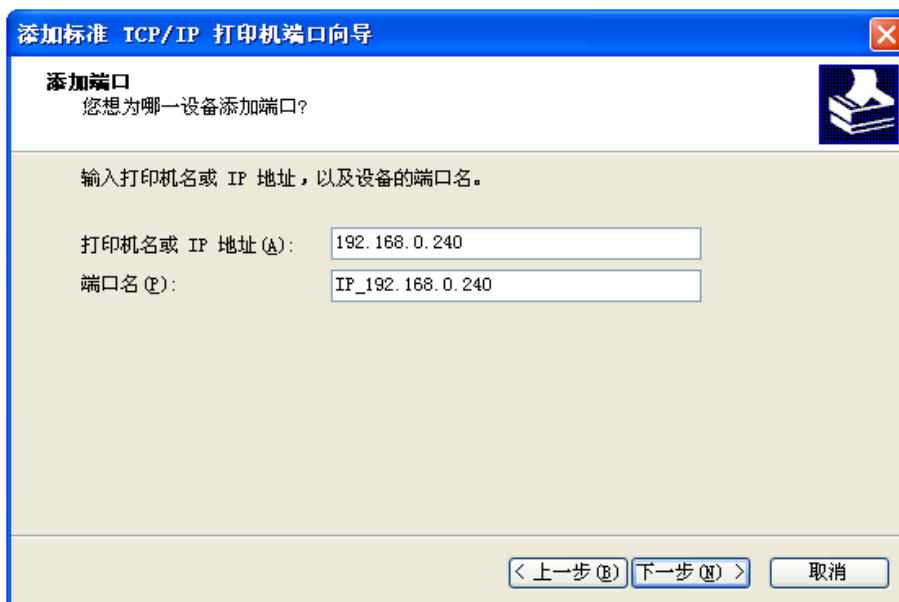 添加标准 TCP/IP 打印机端口向导
添加端口
您想为哪一设备添加端口?
输入打印机名或 IP 地址，以及设备的端口名。
打印机名或 IP 地址(A): 192.168.0.240
端口名(P): IP_192.168.0.240
< 上一步(B) 下一步(N) > 取消